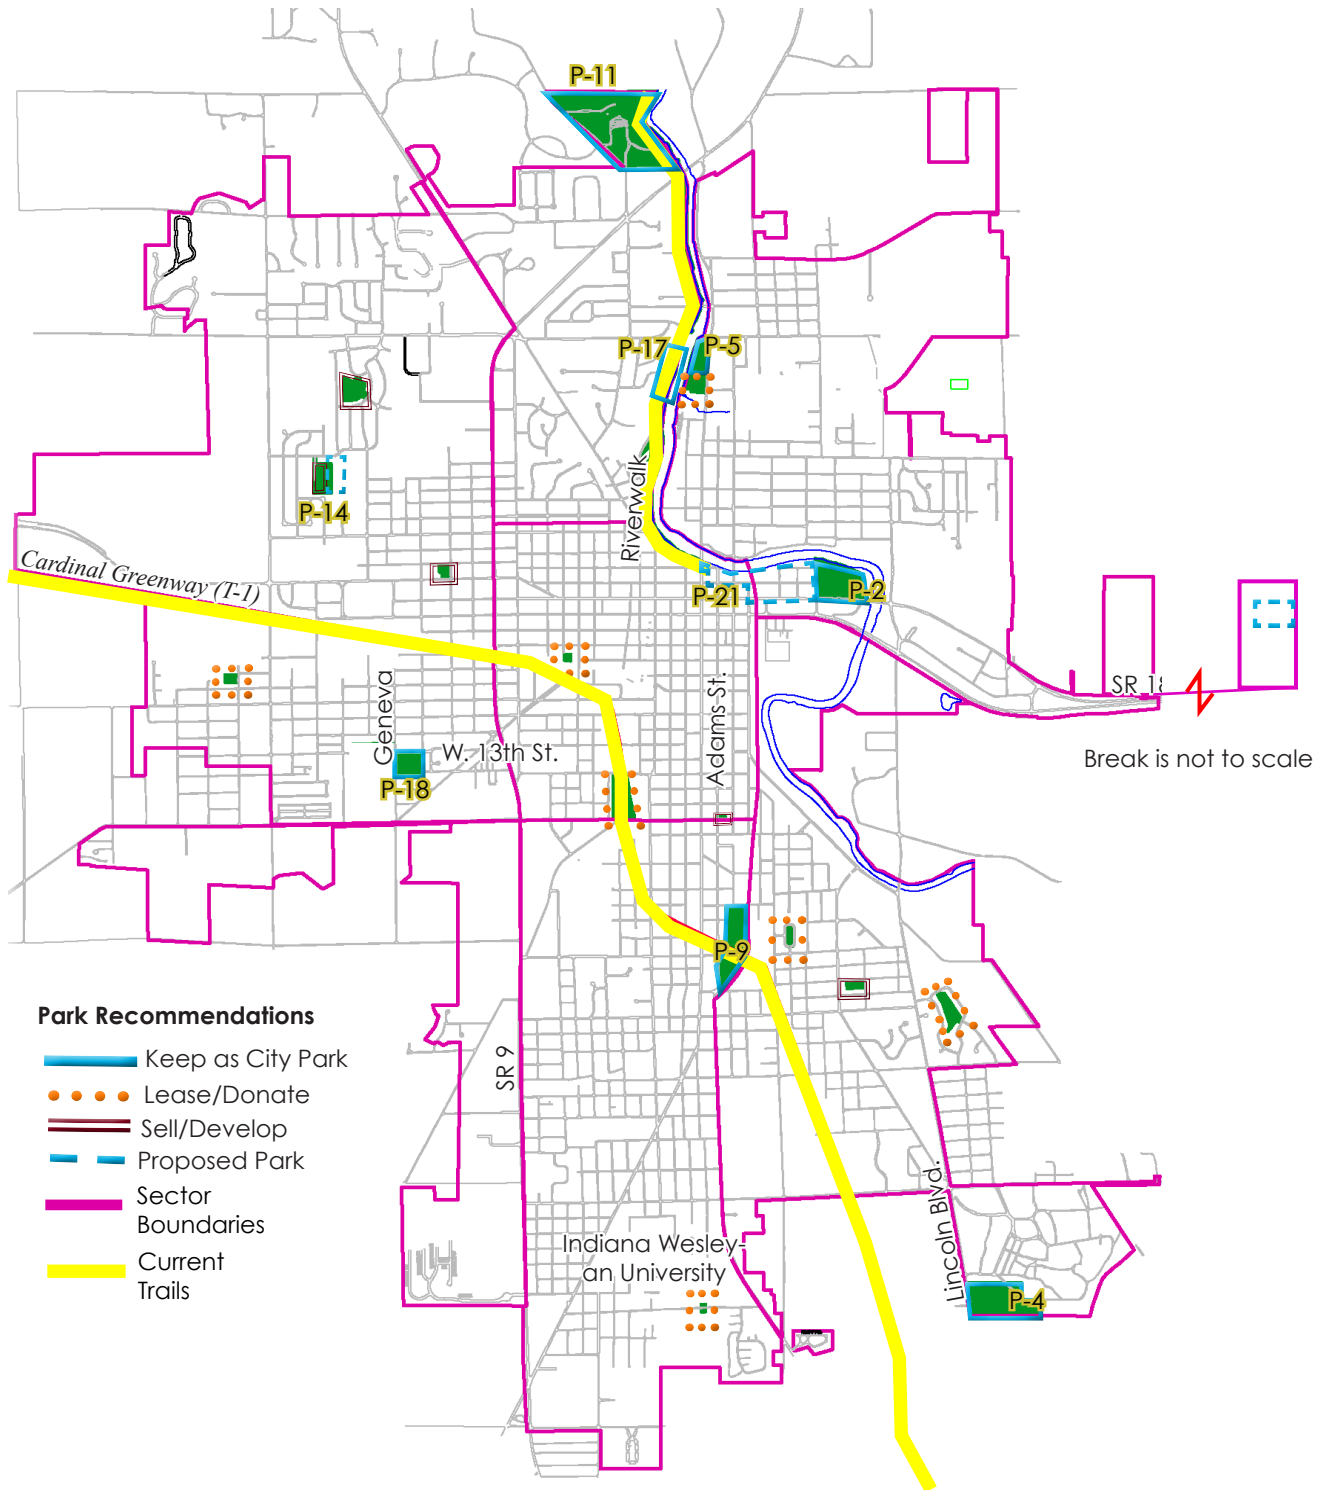 P-11
P-17
P-5
Riverwalk
P-14
Cardinal Greenway (T-1)
P-21
P-2
SR 18
Geneva
Adams St.
W. 13th St.
Break is not to scale
P-18
P-9
Park Recommendations
Keep as City Park
Lease/Donate
Sell/Develop
Proposed Park
Sector
Boundaries
Current
Trails
SR 9
Lincoln Blvd.
Indiana Wesley-
an University
P-4